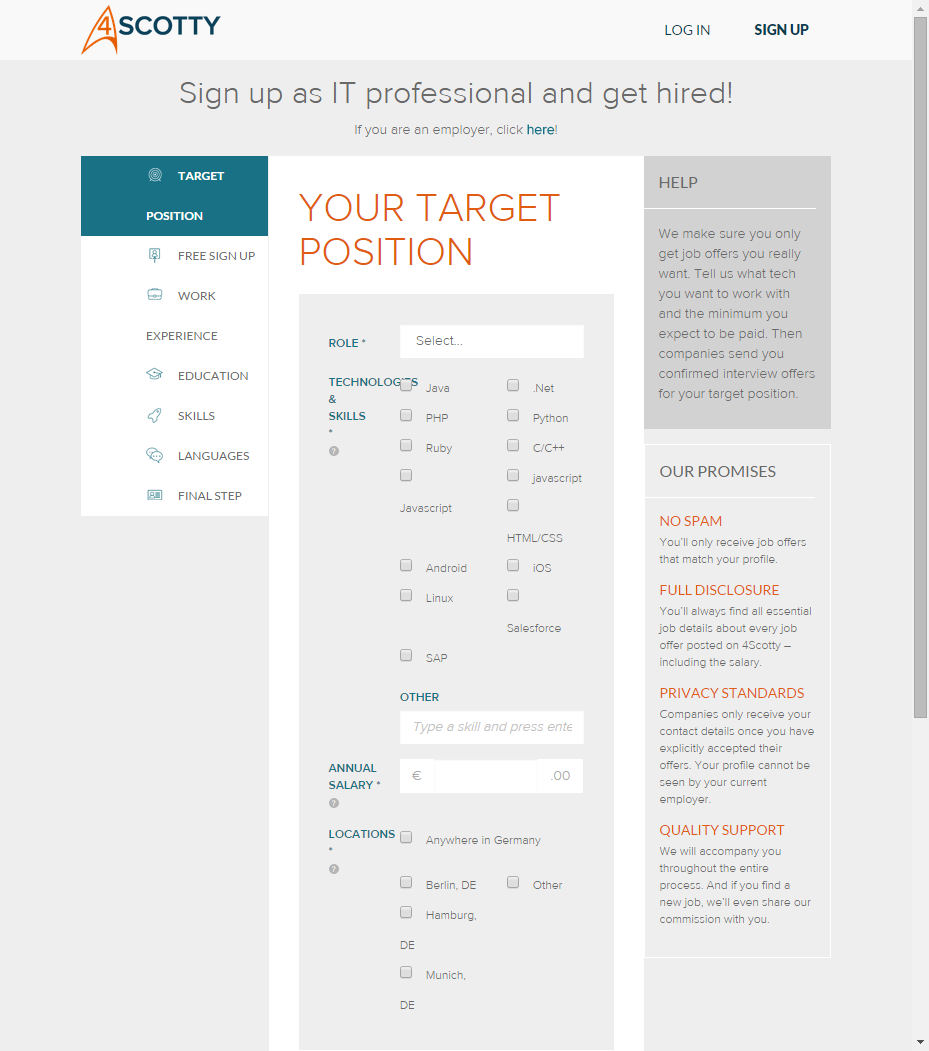 4SCOTTY
LOG IN
SIGN UP
Sign up as IT professional and get hired!
If you are an employer, click here!
TARGET
POSITION
FREE SIGN UP
WORK
EXPERIENCE
EDUCATION
SKILLS
LANGUAGES
FINAL STEP
YOUR TARGET
POSITION
ROLE *
Select...
TECHNOLOGIES
&
SKILLS
*
?
Java
.Net
PHP
Python
Ruby
C/C++
javascript
Javascript
HTML/CSS
Android
iOS
Linux
Salesforce
SAP
OTHER
Type a skill and press ente
ANNUAL
SALARY *
?
€
.00
LOCATIONS
*
?
Anywhere in Germany
Berlin, DE
Other
Hamburg,
DE
Munich,
DE
HELP
We make sure you only
get job offers you really
want. Tell us what tech
you want to work with
and the minimum you
expect to be paid. Then
companies send you
confirmed interview offers
for your target position.
OUR PROMISES
NO SPAM
You'll only receive job offers
that match your profile.
FULL DISCLOSURE
You'll always find all essential
job details about every job
offer posted on 4Scotty –
including the salary.
PRIVACY STANDARDS
Companies only receive your
contact details once you have
explicitly accepted their
offers. Your profile cannot be
seen by your current
employer.
QUALITY SUPPORT
We will accompany you
throughout the entire
process. And if you find a
new job, we'll even share our
commission with you.